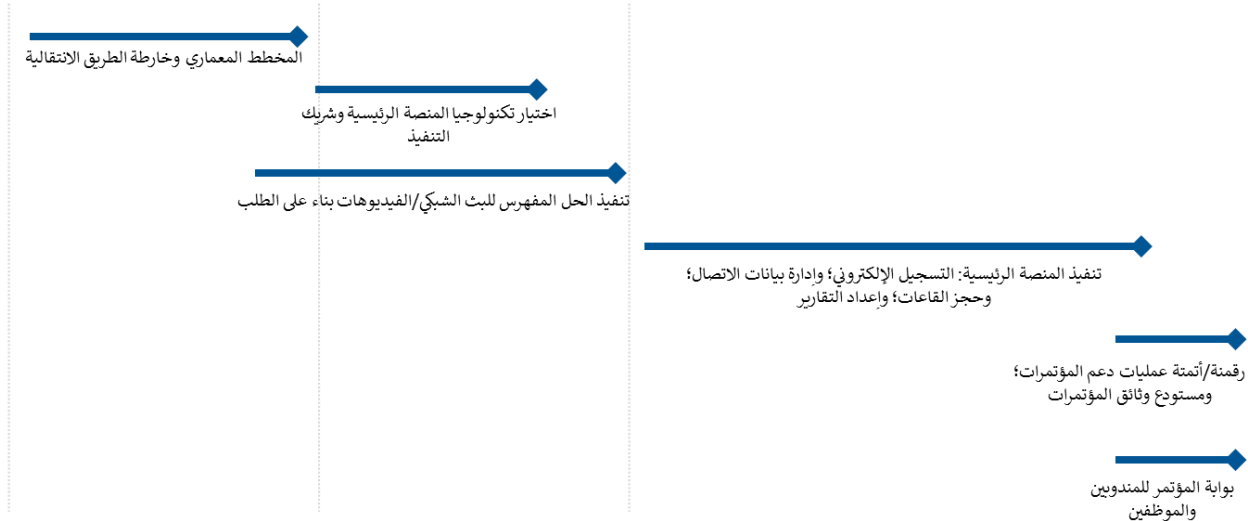 المخطط المعماري وخارطة الطريق الانتقالية
اختيار تكنولوجيا المنصة الرئيسية وشريك
التنفيذ
تنفيذ الحل المفهرس للبث الشبكي/الفيديوهات بناء على الطلب
تنفيذ المنصة الرئيسية: التسجيل الإلكتروني؛ وإدارة بيانات الاتصال؛
وحجز القاعات؛ وإعداد التقارير
رقمنة/أتمتة عمليات دعم المؤتمرات؛
ومستودع وثائق المؤتمرات
بوابة المؤتمر للمندوبين
والموظفين